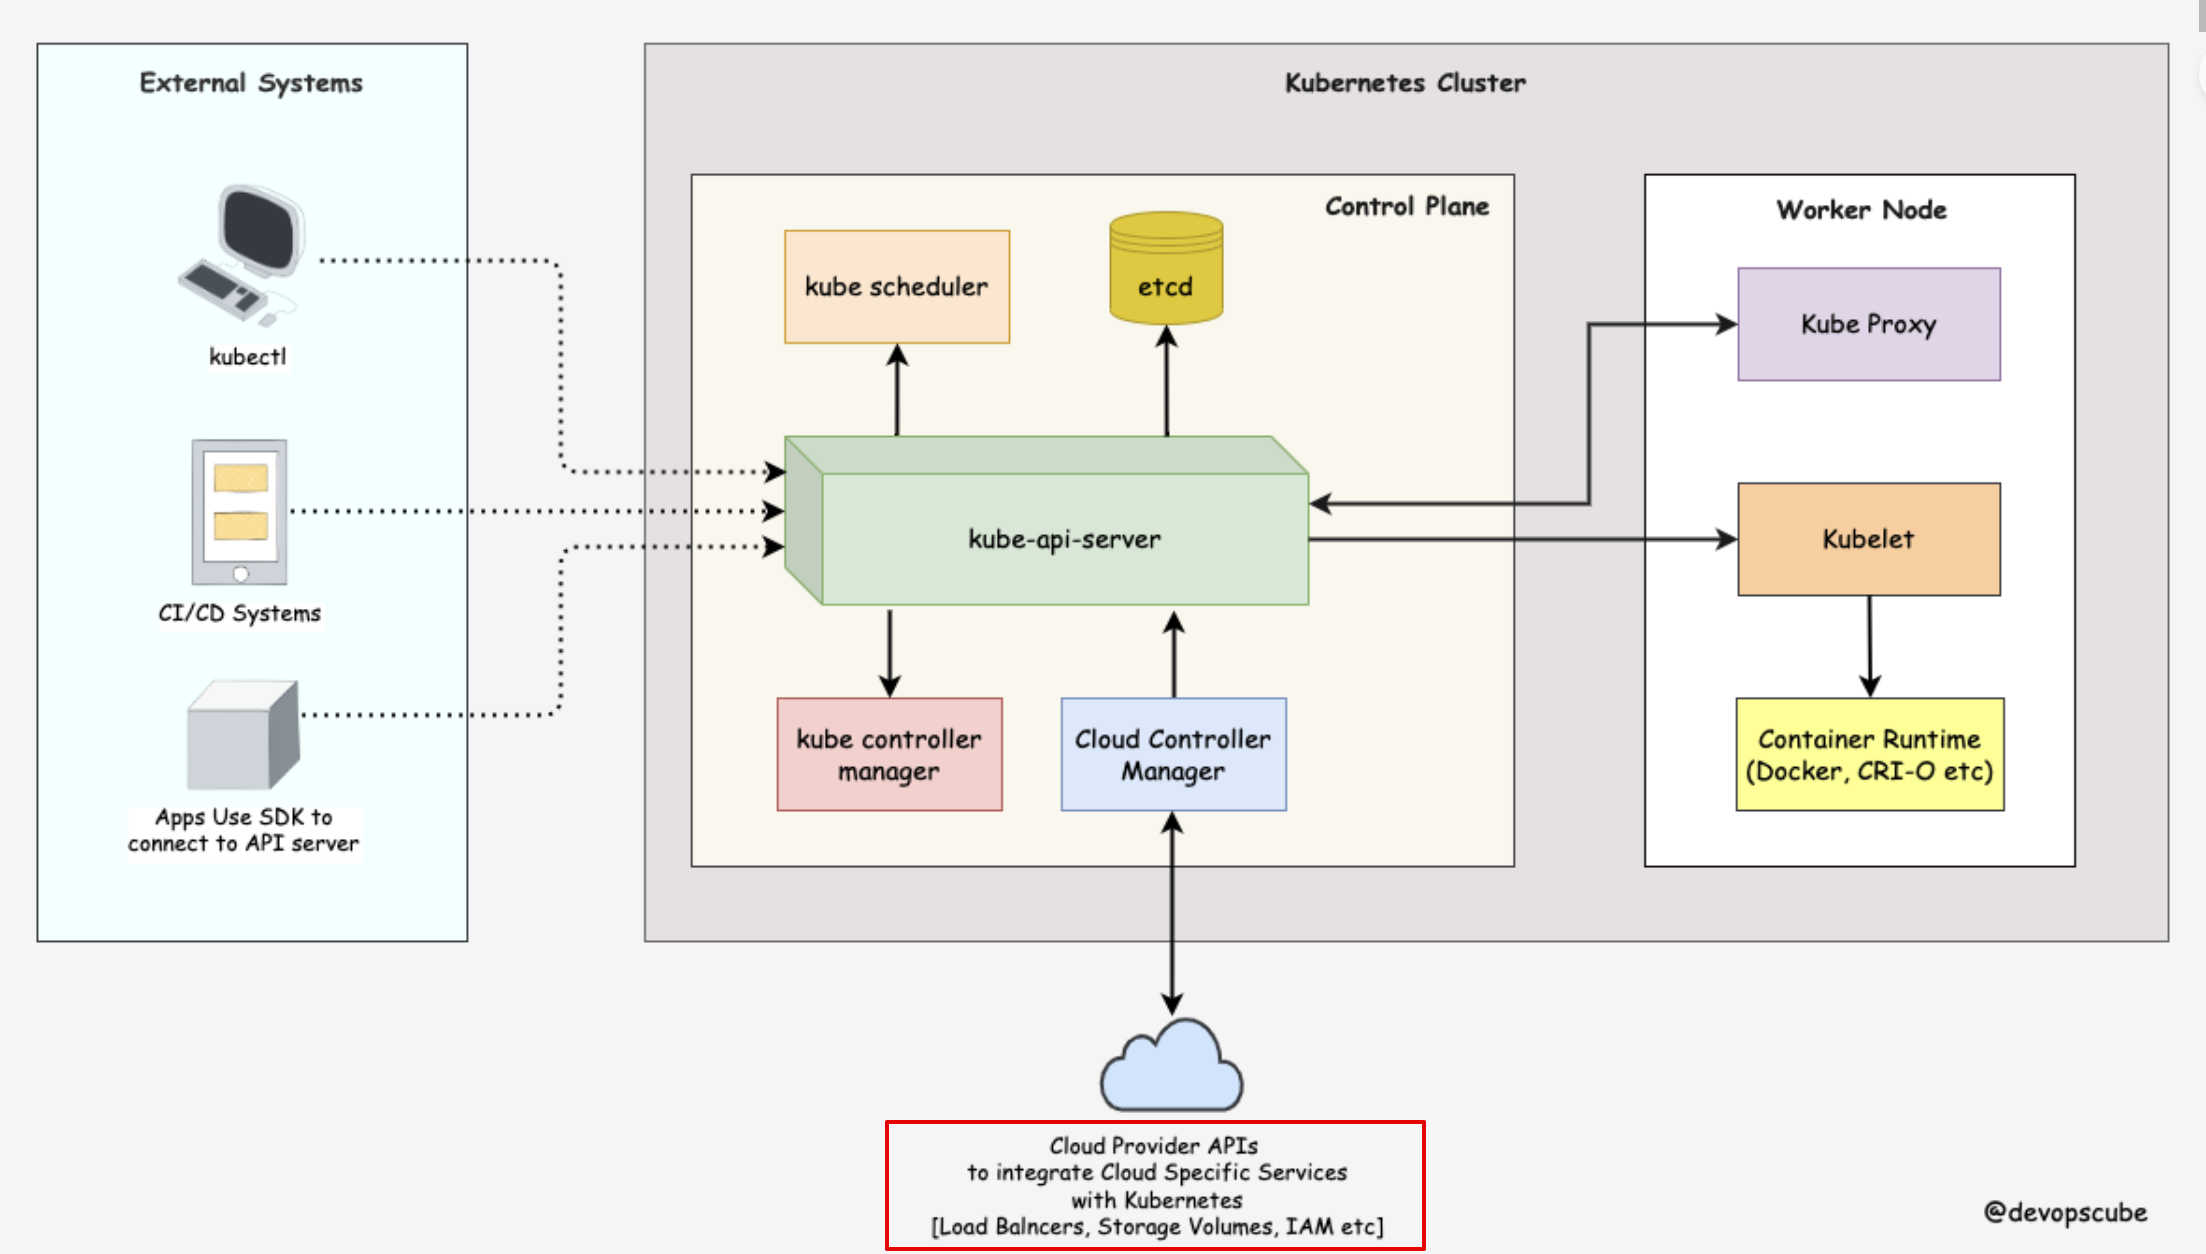 External Systems
kubectl
CI/CD Systems
Apps Use SDK to
connect to API server
Kubernetes Cluster
Control Plane
kube scheduler
etcd
kube-api-server
kube controller
manager
Cloud Controller
Manager
Worker Node
Kube Proxy
Kubelet
Container Runtime
(Docker, CRI-O etc)
Cloud Provider APIs
to integrate Cloud Specific Services
with Kubernetes
[Load Balncers, Storage Volumes, IAM etc]
@devopscube